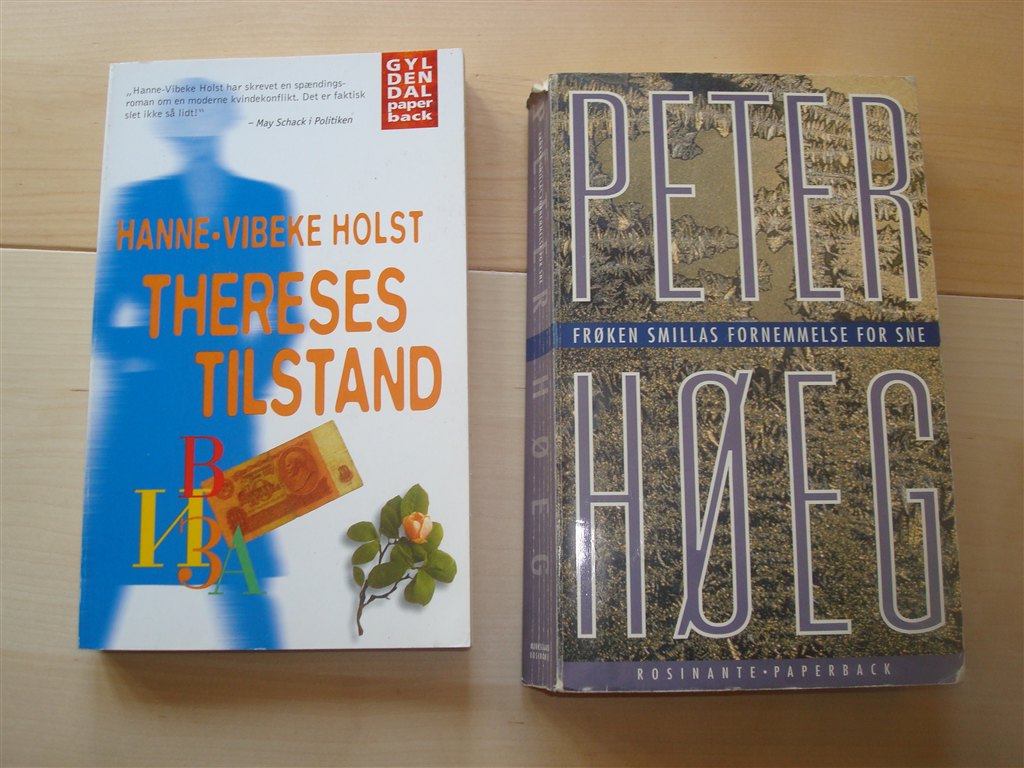 „Hanne-Vibeke Holst har skrevet en spændings-
roman om en moderne kvindekonflikt. Det er faktisk
slet ikke så lidt!“
– May Schack i Politiken
GYL
DEN
DAL
paper
back
HANNE-VIBEKE HOLST
THERESES
TILSTAND
В
И
З
А
PETER
FRØKEN SMILLAS FORNEMMELSE FOR SNE
HØEG
ROSINANTE · PAPERBACK
PETER HØEG